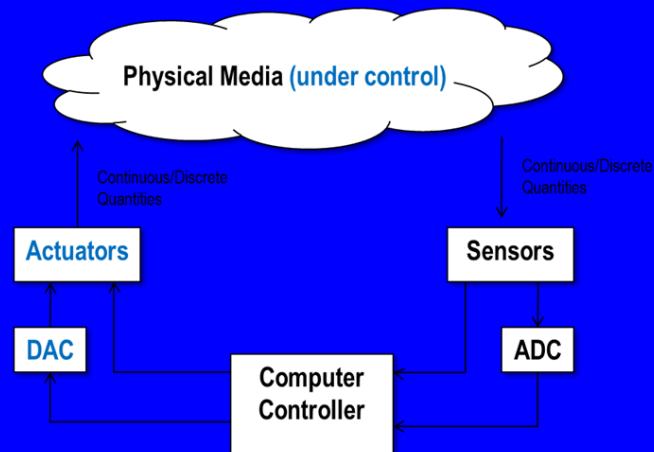 Physical Media (under control)
Continuous/Discrete
Quantities
Continuous/Discrete
Quantities
Actuators
Sensors
DAC
ADC
Computer
Controller